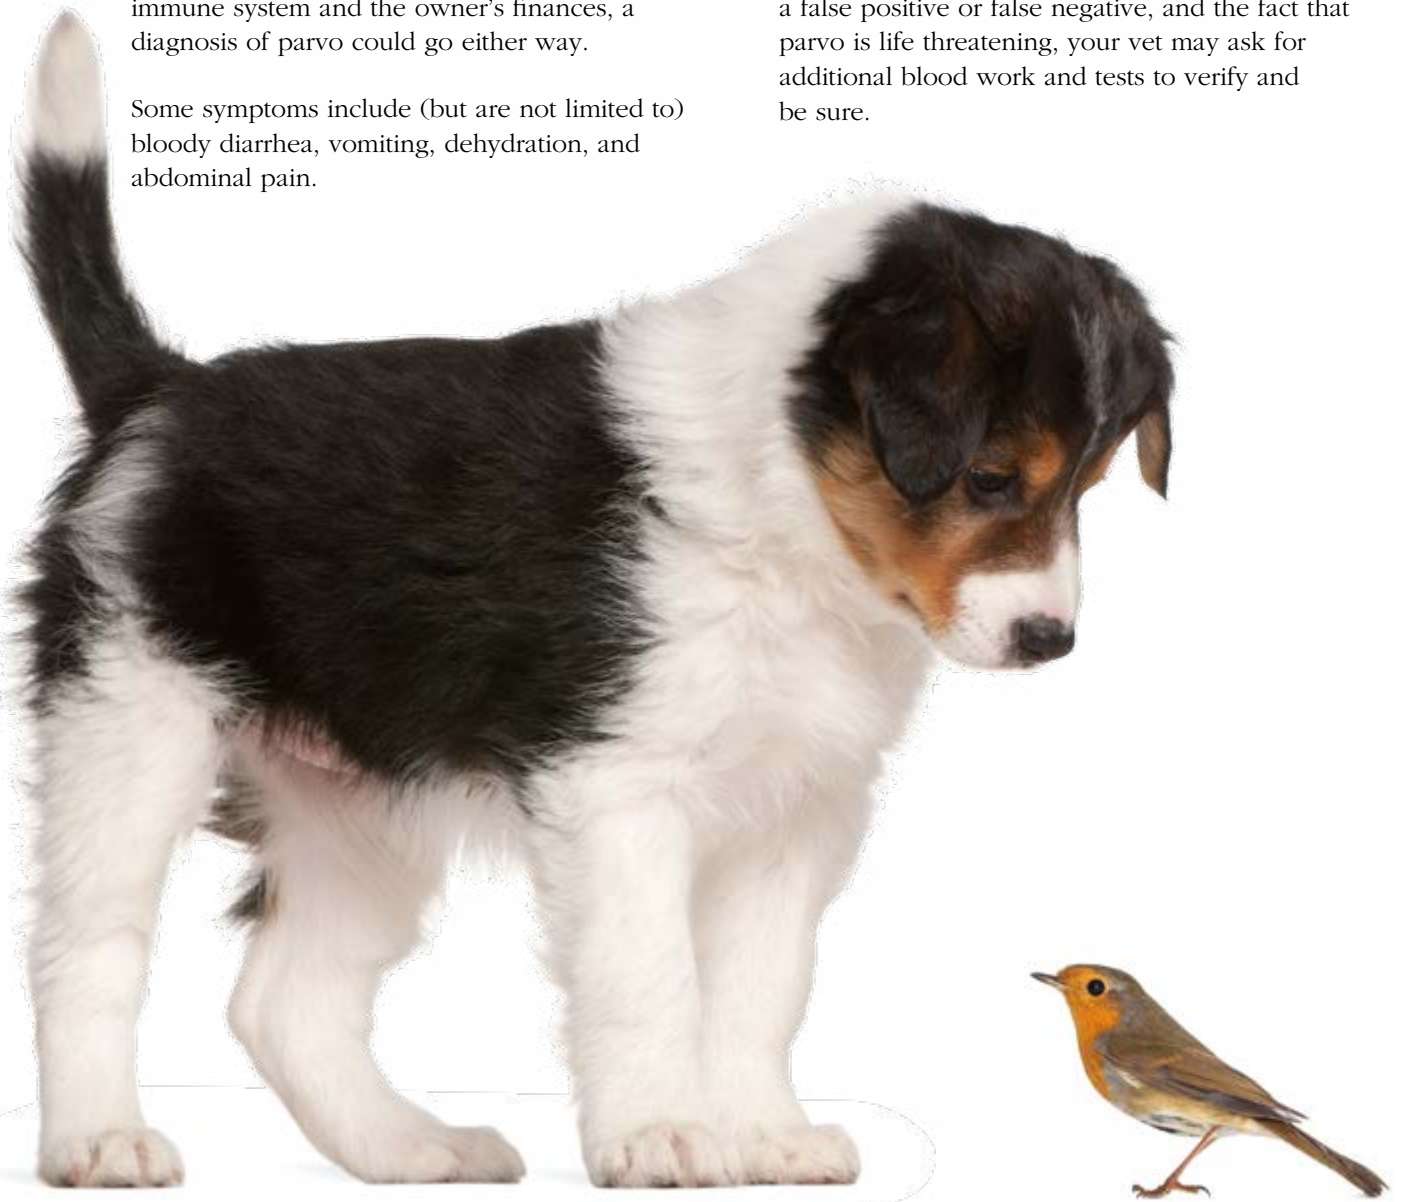 immune system and the owner's finances, a
diagnosis of parvo could go either way.
Some symptoms include (but are not limited to)
bloody diarrhea, vomiting, dehydration, and
abdominal pain.
a false positive or false negative, and the fact that
parvo is life threatening, your vet may ask for
additional blood work and tests to verify and
be sure.